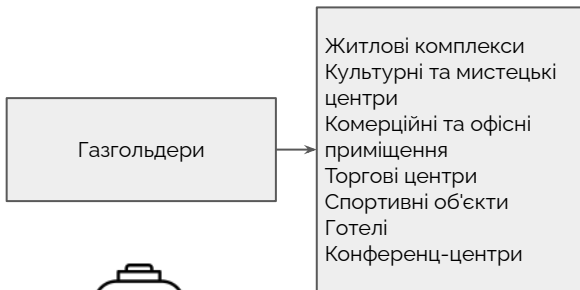 Газгольдери
Житлові комплекси
Культурні та мистецькі
центри
Комерційні та офісні
приміщення
Торгові центри
Спортивні об'єкти
Готелі
Конференц-центри